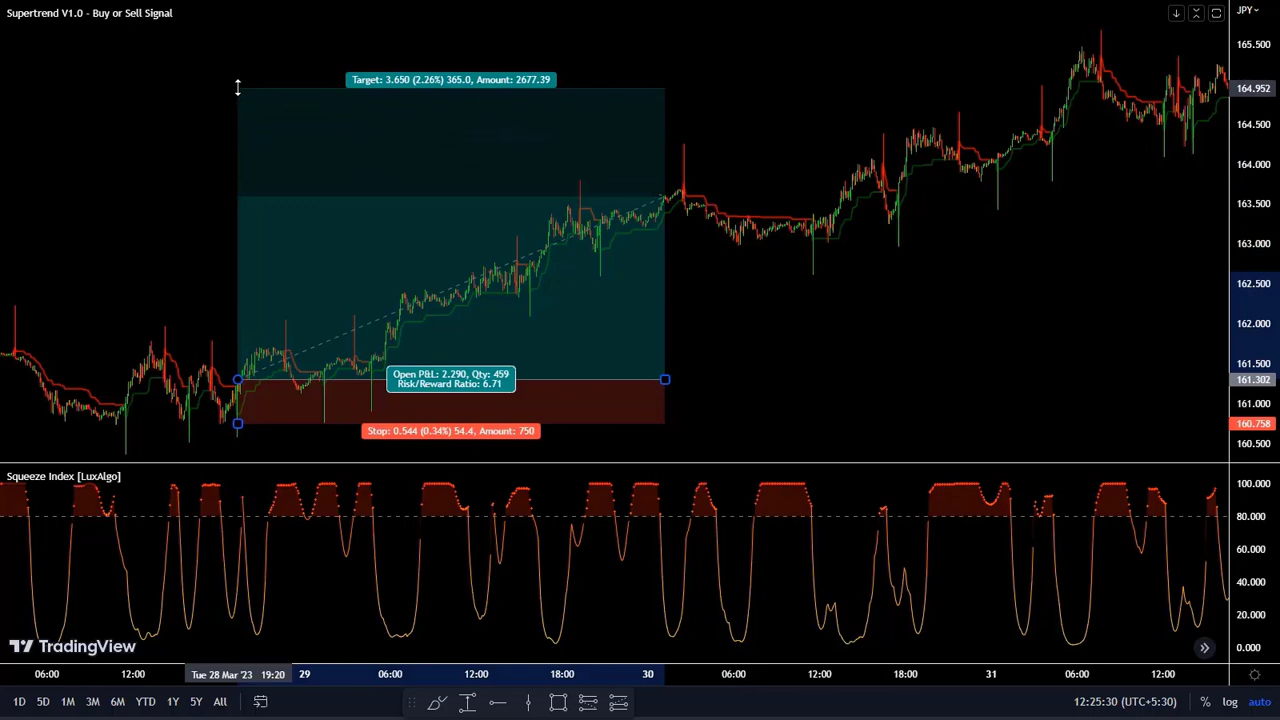 Supertrend V1.0 - Buy or Sell Signal
JPY
Target: 3.650 (2.26%) 365.0, Amount: 2677.39
165.500
164.952
164.500
164.000
163.500
163.000
162.500
162.000
161.500
161.302
161.000
160.758
160.500
Open P&L: 2.290, Qty: 459
Risk/Reward Ratio: 6.71
Stop: 0.544 (0.34%) 54.4, Amount: 750
Squeeze Index [LuxAlgo]
100.000
80.000
60.000
40.000
20.000
0.000
TradingView
06:00 12:00 Tue 28 Mar '23 19:20 29 06:00 12:00 18:00 30 06:00 12:00 18:00 31 06:00 12:00
1D 5D 1M 3M 6M YTD 1Y 5Y All 12:25:30 (UTC+5:30) % log auto